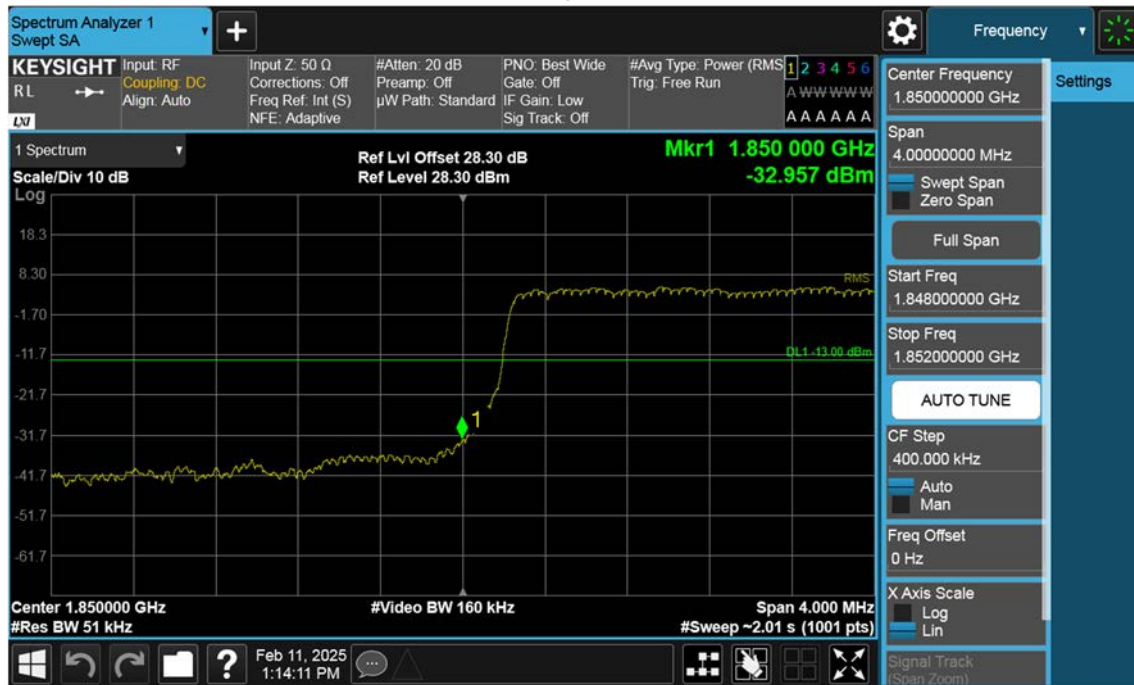 Spectrum Analyzer 1
Swept SA
+
Frequency
KEYSIGHT
RL
LXI
Input: RF
Coupling: DC
Align: Auto
Input Z: 50 Ω
Corrections: Off
Freq Ref: Int (S)
NFE: Adaptive
#Atten: 20 dB
Preamp: Off
µW Path: Standard
PNO: Best Wide
Gate: Off
IF Gain: Low
Sig Track: Off
#Avg Type: Power (RMS
Trig: Free Run
1 2 3 4 5 6
A W W W W W
A A A A A A
1 Spectrum
Scale/Div 10 dB
Ref Lvl Offset 28.30 dB
Ref Level 28.30 dBm
Mkr1 1.850 000 GHz
-32.957 dBm
Log
18.3
8.30
-1.70
-11.7
-21.7
-31.7
-41.7
-51.7
-61.7
RMS
DL1 -13.00 dBm
1
Center 1.850000 GHz
#Res BW 51 kHz
#Video BW 160 kHz
Span 4.000 MHz
#Sweep ~2.01 s (1001 pts)
Center Frequency
1.850000000 GHz
Span
4.00000000 MHz
Swept Span
Zero Span
Full Span
Start Freq
1.848000000 GHz
Stop Freq
1.852000000 GHz
AUTO TUNE
CF Step
400.000 kHz
Auto
Man
Freq Offset
0 Hz
X Axis Scale
Log
Lin
Signal Track
(Span Zoom)
Settings
?
Feb 11, 2025
1:14:11 PM